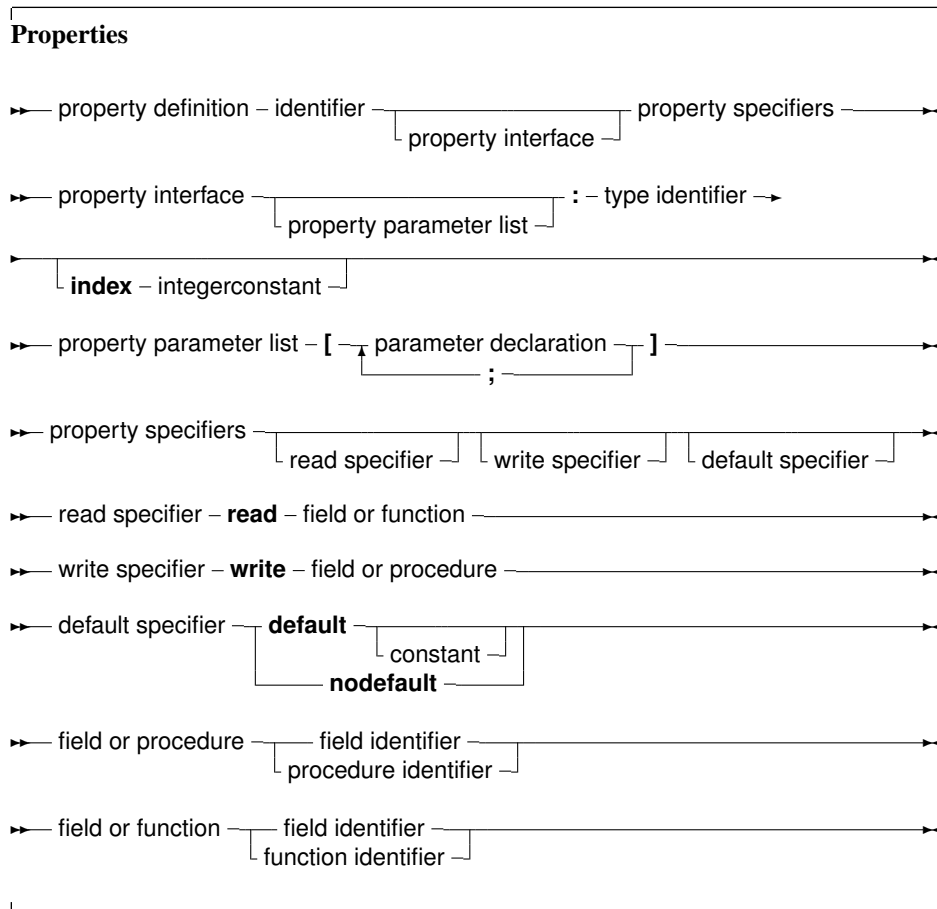 Properties
property definition – identifier property specifiers
property interface
property interface : – type identifier
property parameter list
index – integerconstant
property parameter list – [ parameter declaration ]
;
property specifiers
read specifier write specifier default specifier
read specifier – read – field or function
write specifier – write – field or procedure
default specifier default
constant
nodefault
field or procedure field identifier
procedure identifier
field or function field identifier
function identifier